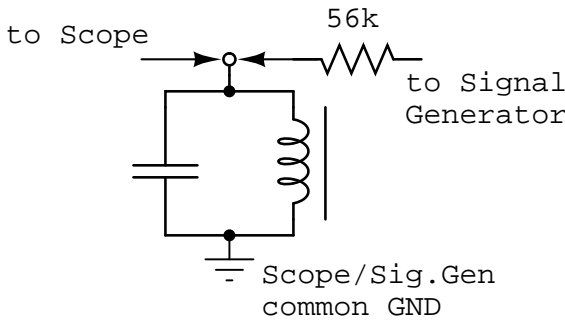 56k
to Scope
to Signal
Generator
Scope/Sig.Gen
common GND